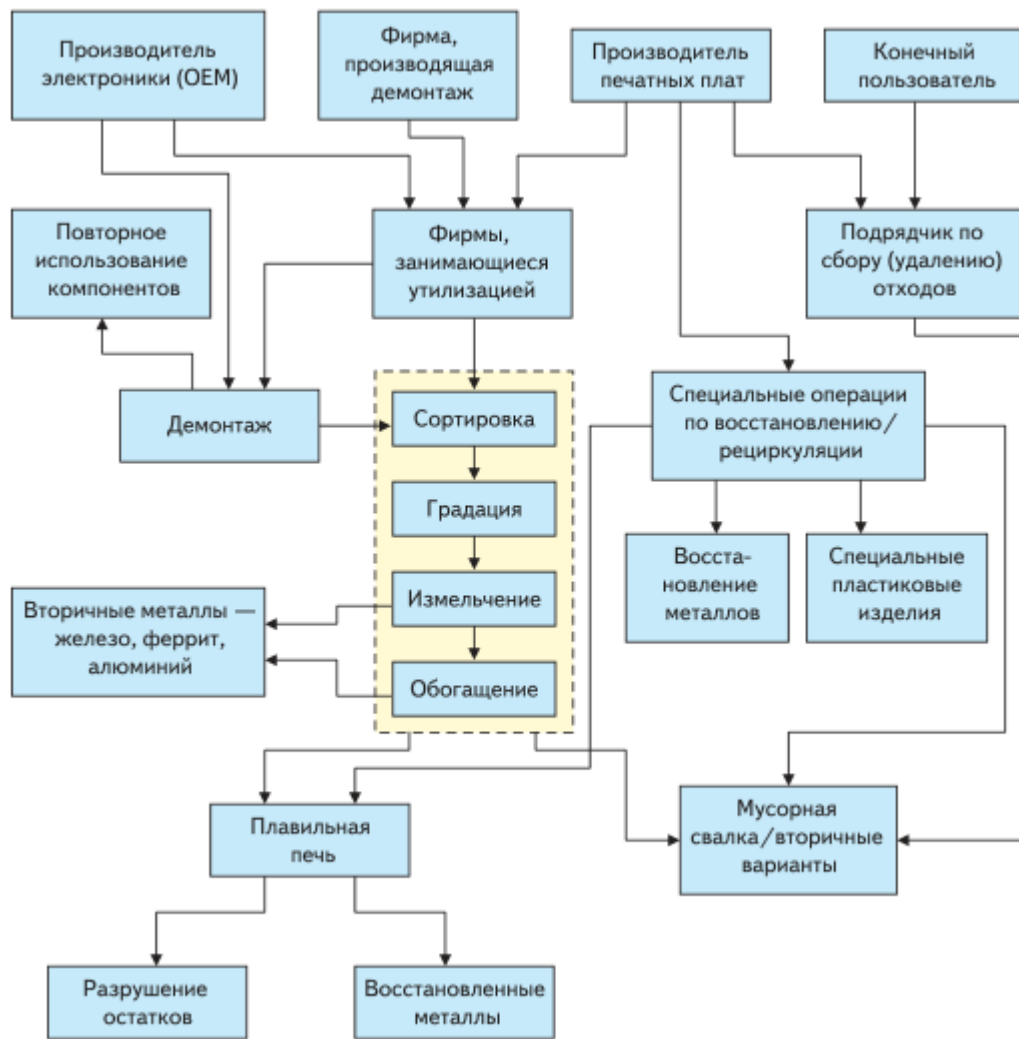 Производитель
электроники (OEM)
Фирма,
производящая
демонтаж
Производитель
печатных плат
Конечный
пользователь
Повторное
использование
компонентов
Фирмы,
занимающиеся
утилизацией
Подрядчик по
сбору (удалению)
отходов
Демонтаж
Сортировка
Специальные операции
по восстановлению/
рециркуляции
Градация
Восста-
новление
металлов
Специальные
пластиковые
изделия
Измельчение
Вторичные металлы —
железо, феррит,
алюминий
Обогащение
Плавильная
печь
Мусорная
свалка/вторичные
варианты
Разрушение
остатков
Восстановленные
металлы